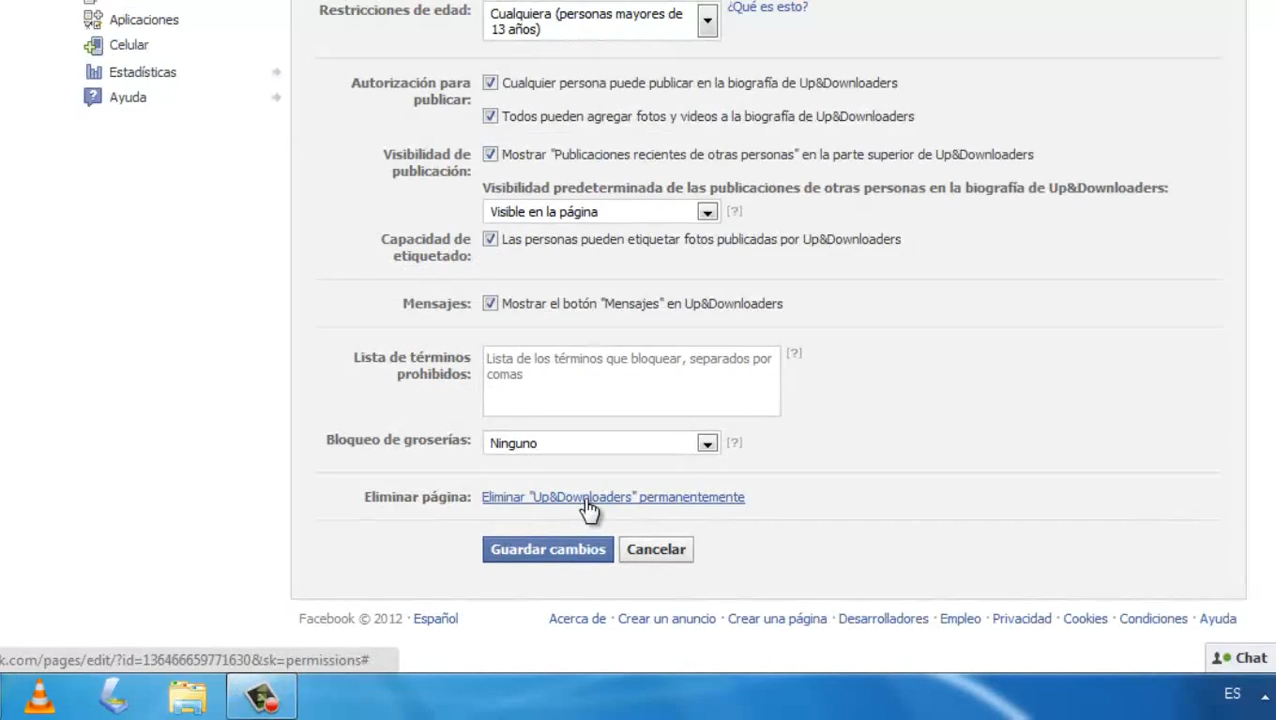 Restricciones de edad:
Cualquiera (personas mayores de
13 años)
¿Qué es esto?
Aplicaciones
Celular
Estadísticas
Ayuda
Autorización para
publicar:
Cualquier persona puede publicar en la biografía de Up&Downloaders
Todos pueden agregar fotos y videos a la biografía de Up&Downloaders
Visibilidad de
publicación:
Mostrar "Publicaciones recientes de otras personas" en la parte superior de Up&Downloaders
Visibilidad predeterminada de las publicaciones de otras personas en la biografía de Up&Downloaders:
Visible en la página
[?]
Capacidad de
etiquetado:
Las personas pueden etiquetar fotos publicadas por Up&Downloaders
Mensajes:
Mostrar el botón "Mensajes" en Up&Downloaders
Lista de términos
prohibidos:
Lista de los términos que bloquear, separados por
comas
[?]
Bloqueo de groserías:
Ninguno
[?]
Eliminar página:
Eliminar "Up&Downloaders" permanentemente
Guardar cambios
Cancelar
Facebook © 2012 · Español
Acerca de · Crear un anuncio · Crear una página · Desarrolladores · Empleo · Privacidad · Cookies · Condiciones · Ayuda
k.com/pages/edit/?id=136466659771630&sk=permissions#
Chat
ES